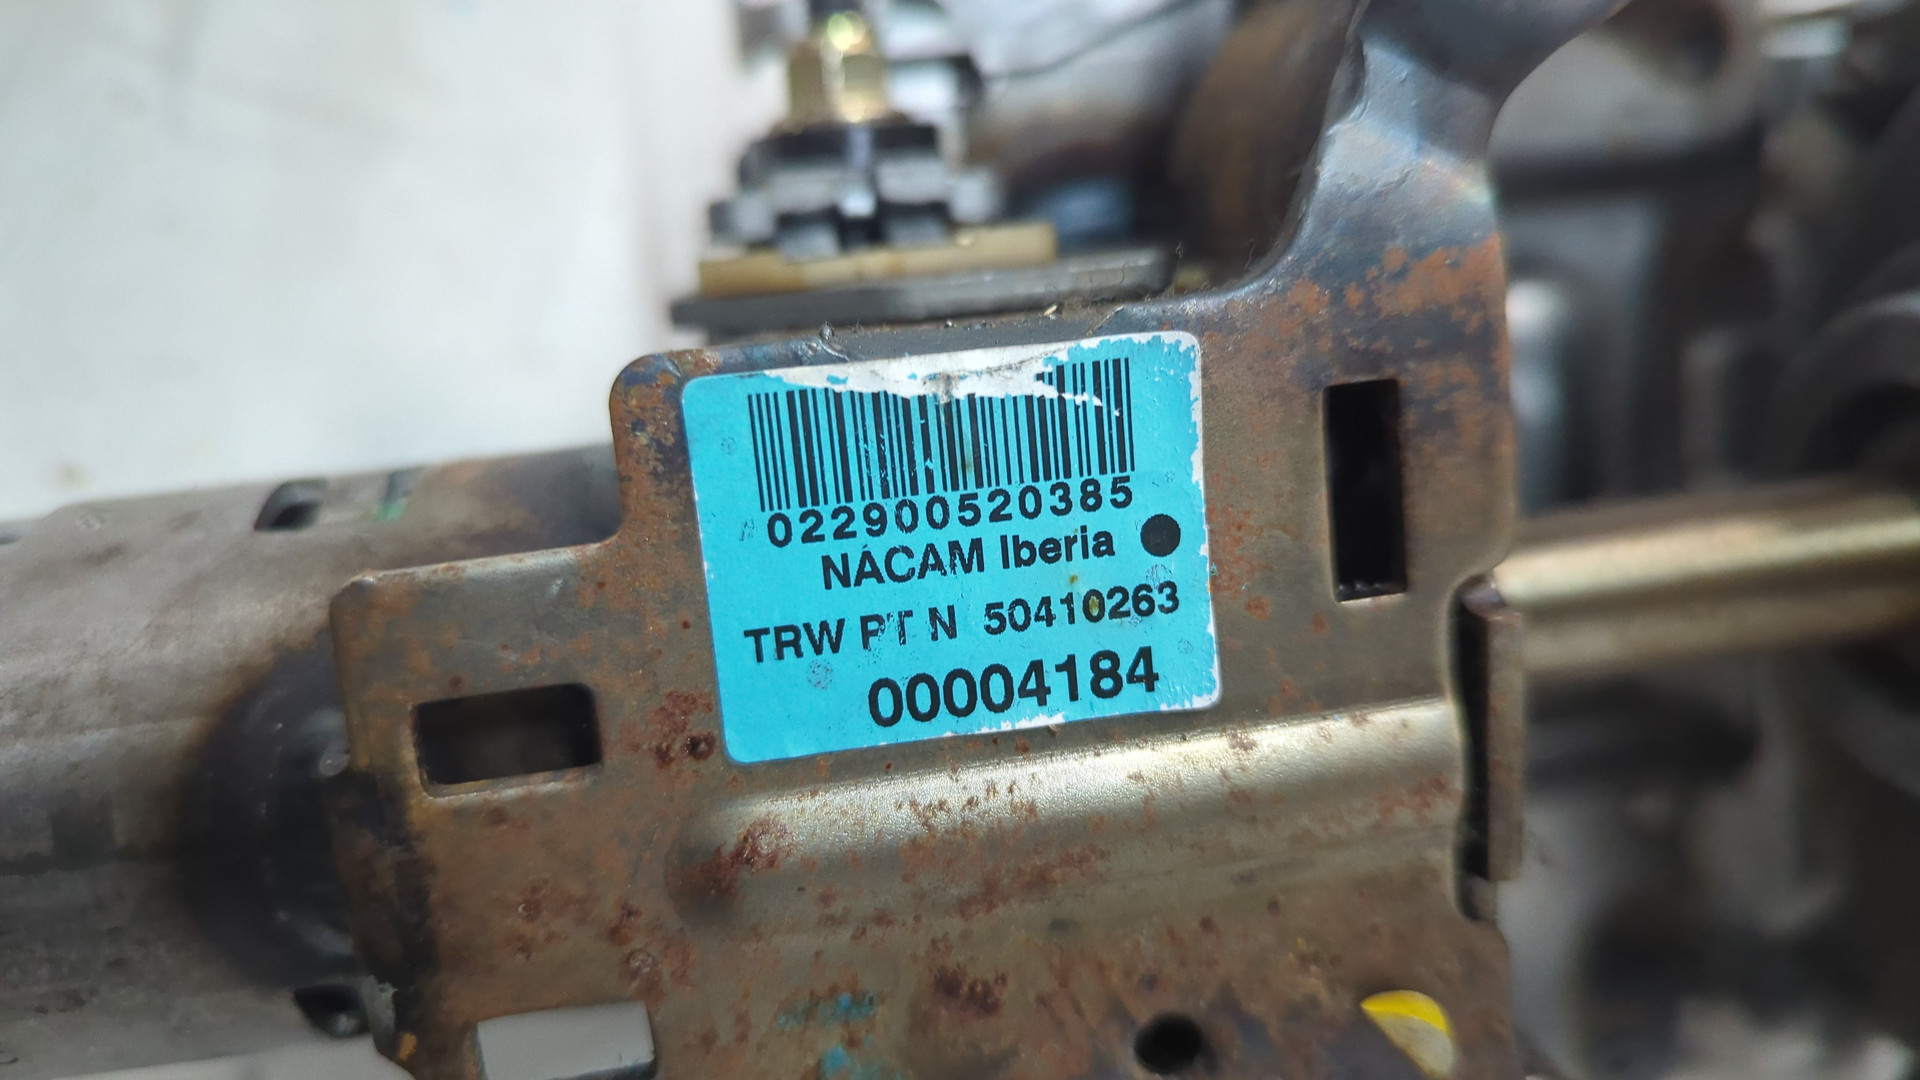 022900520385
NACAM Iberia
TRW PT N 50410263
00004184